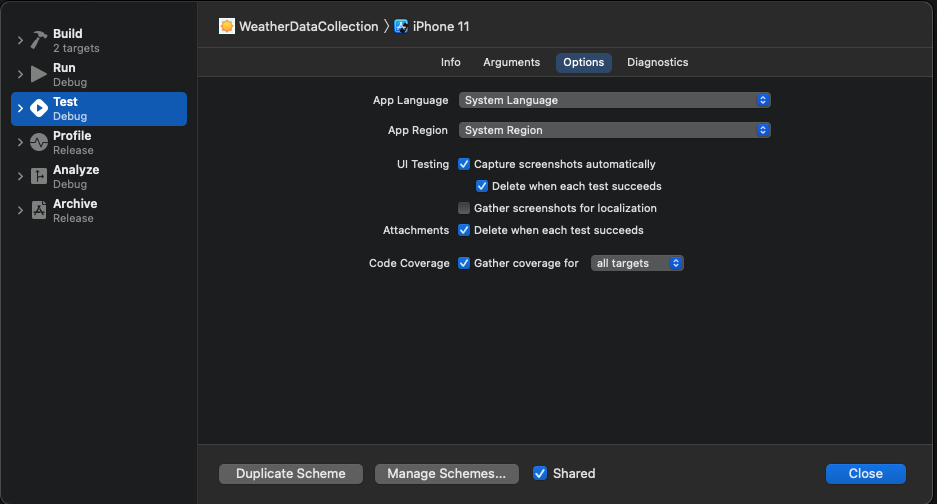 WeatherDataCollection 〉 iPhone 11
Build
2 targets
Run
Debug
Test
Debug
Profile
Release
Analyze
Debug
Archive
Release
Info Arguments Options Diagnostics
App Language System Language
App Region System Region
UI Testing Capture screenshots automatically
Delete when each test succeeds
Gather screenshots for localization
Attachments Delete when each test succeeds
Code Coverage Gather coverage for all targets
Duplicate Scheme Manage Schemes... Shared Close